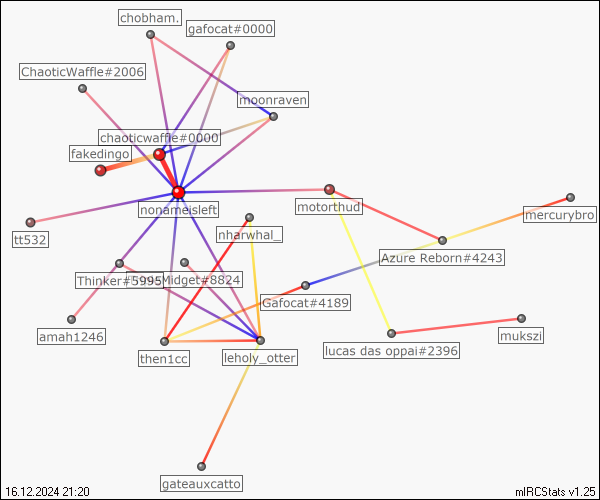 chobham.
gafocat#0000
ChaoticWaffle#2006
moonraven
chaoticwaffle#0000
fakedingo
nonameisleft
motorthud
mercurybro
tt532
nharwhal_
Azure Reborn#4243
Thinker#5995
Midget#8824
Gafocat#4189
amah1246
then1cc
leholy_otter
lucas das oppai#2396
mukszi
gateauxcatto
16.12.2024 21:20
mIRCStats v1.25